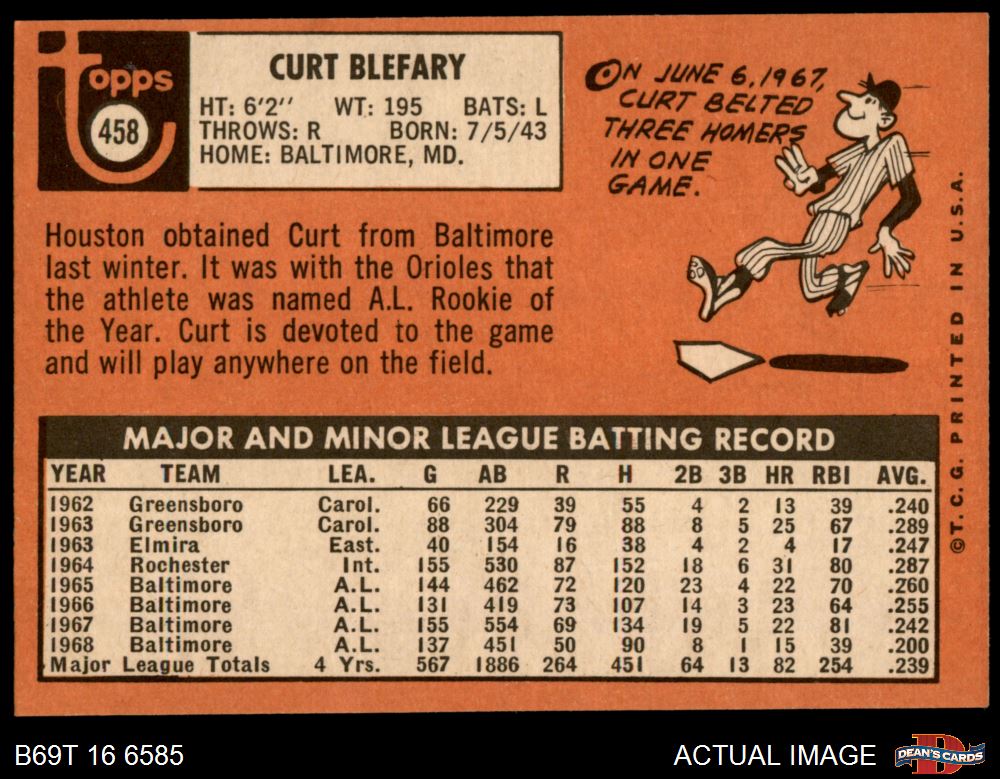 topps
458
CURT BLEFARY
HT: 6'2" WT: 195 BATS: L
THROWS: R BORN: 7/5/43
HOME: BALTIMORE, MD.
ON JUNE 6, 1967,
CURT BELTED
THREE HOMERS
IN ONE
GAME.
Houston obtained Curt from Baltimore
last winter. It was with the Orioles that
the athlete was named A.L. Rookie of
the Year. Curt is devoted to the game
and will play anywhere on the field.
©T.C.G. PRINTED IN U.S.A.
MAJOR AND MINOR LEAGUE BATTING RECORD
YEAR TEAM LEA. G AB R H 2B 3B HR RBI AVG.
1962 Greensboro Carol. 66 229 39 55 4 2 13 39 .240
1963 Greensboro Carol. 88 304 79 88 8 5 25 67 .289
1963 Elmira East. 40 154 16 38 4 2 4 17 .247
1964 Rochester Int. 155 530 87 152 18 6 31 80 .287
1965 Baltimore A.L. 144 462 72 120 23 4 22 70 .260
1966 Baltimore A.L. 131 419 73 107 14 3 23 64 .255
1967 Baltimore A.L. 155 554 69 134 19 5 22 81 .242
1968 Baltimore A.L. 137 451 50 90 8 1 15 39 .200
Major League Totals 4 Yrs. 567 1886 264 451 64 13 82 254 .239
B69T 16 6585
ACTUAL IMAGE
DEAN'S CARDS